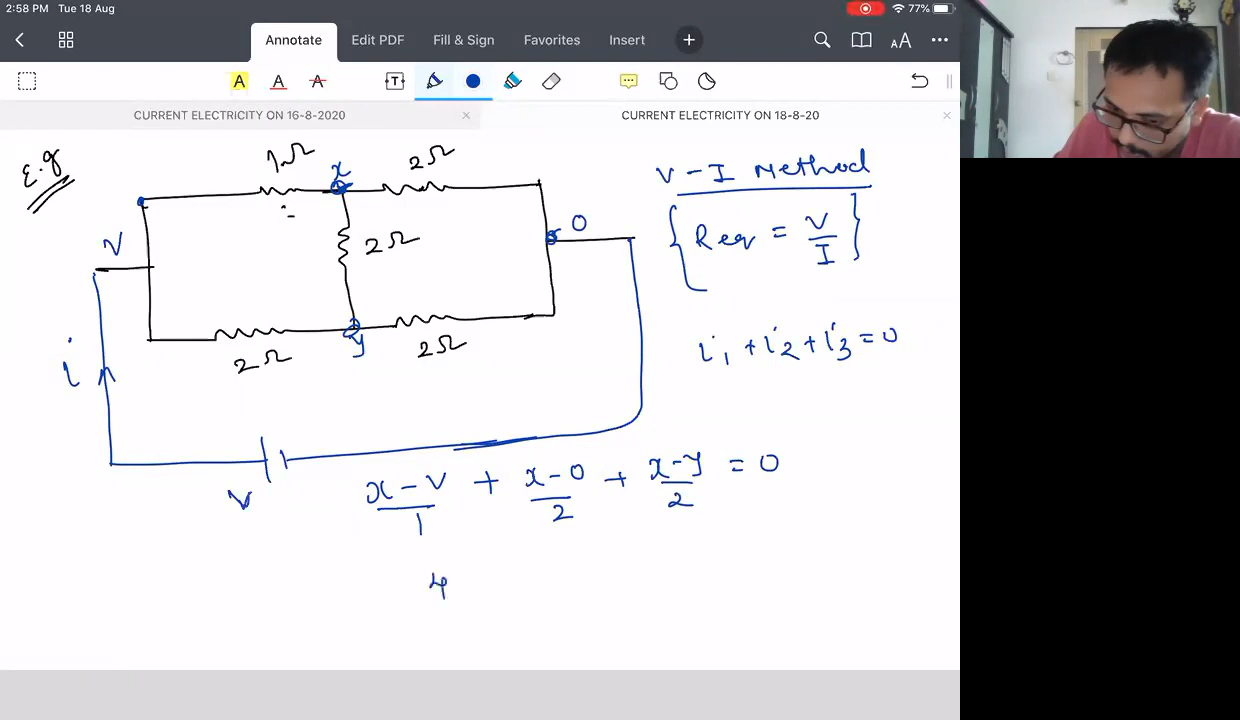 2:58 PM Tue 18 Aug 77%
Annotate Edit PDF Fill & Sign Favorites Insert
A A A T AA
CURRENT ELECTRICITY ON 16-8-2020 CURRENT ELECTRICITY ON 18-8-20
E.g
1Ω x 2Ω
V - I Method
V 2Ω 0
{Req = V/I}
2Ω y 2Ω
i
i₁ + i₂ + i₃ = 0
V
x - V/1 + x - 0/2 + x - y/2 = 0
4